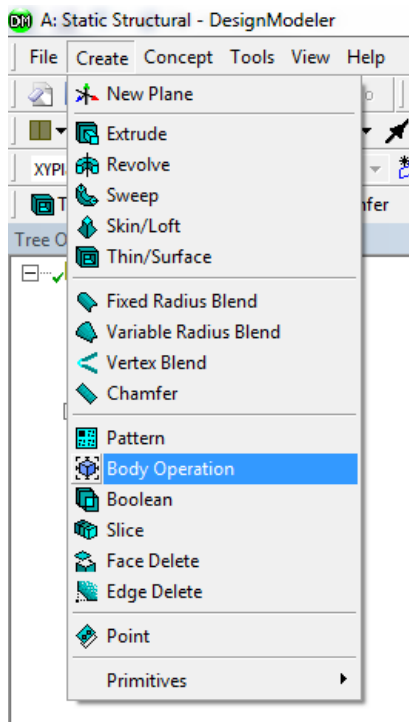 DM A: Static Structural - DesignModeler
File Create Concept Tools View Help
New Plane
Extrude
XYPl
Revolve
Sweep
Skin/Loft
Thin/Surface
Tree O
Fixed Radius Blend
Variable Radius Blend
Vertex Blend
Chamfer
Pattern
Body Operation
Boolean
Slice
Face Delete
Edge Delete
Point
Primitives